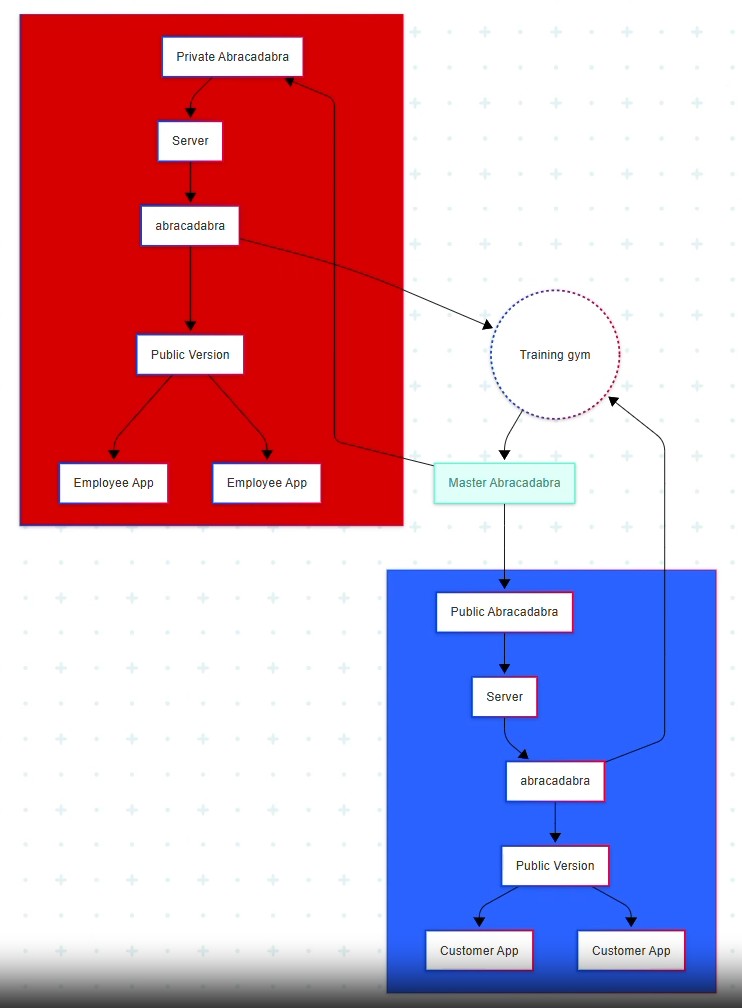 Private Abracadabra
Server
abracadabra
Public Version
Employee App
Employee App
Training gym
Master Abracadabra
Public Abracadabra
Server
abracadabra
Public Version
Customer App
Customer App